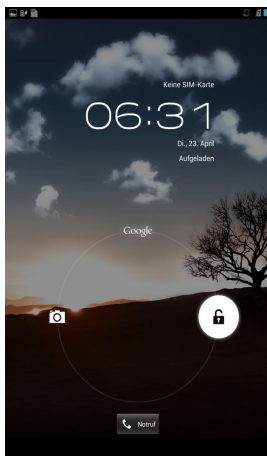 Keine SIM-Karte
06:31
Di., 23. April
Aufgeladen
Google
Notruf